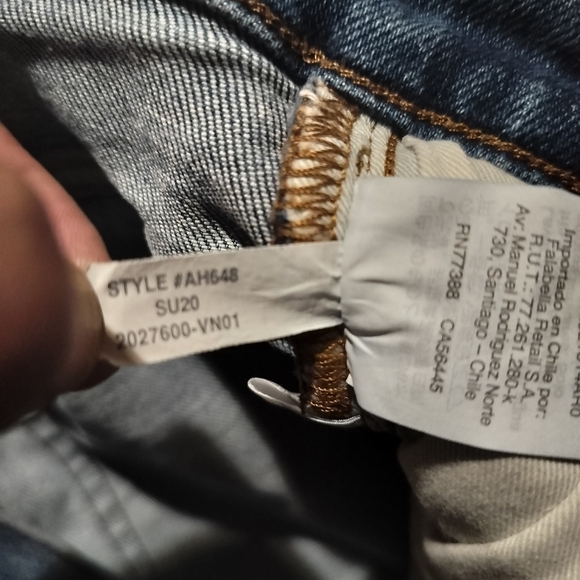 STYLE #AH648
SU20
2027600-VN01
Importado en Chile por:
Falabella Retail S.A.
R.U.T.: 77.261.280-k
Av. Manuel Rodríguez Norte
730, Santiago – Chile
RN77388 CA56445